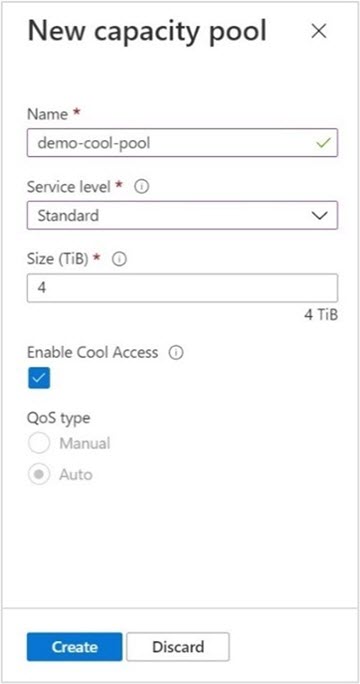 New capacity pool
Name *
demo-cool-pool
Service level *
Standard
Size (TiB) *
4
4 TiB
Enable Cool Access
QoS type
Manual
Auto
Create
Discard